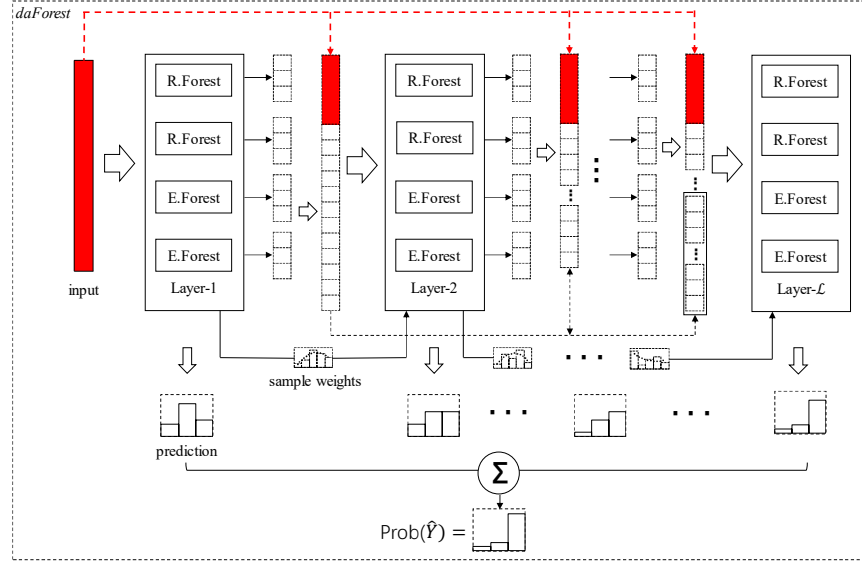 daForest
R.Forest
R.Forest
E.Forest
E.Forest
Layer-1
R.Forest
R.Forest
E.Forest
E.Forest
Layer-2
R.Forest
R.Forest
E.Forest
E.Forest
Layer-ℒ
input
sample weights
prediction
Σ
Prob(Ŷ) =